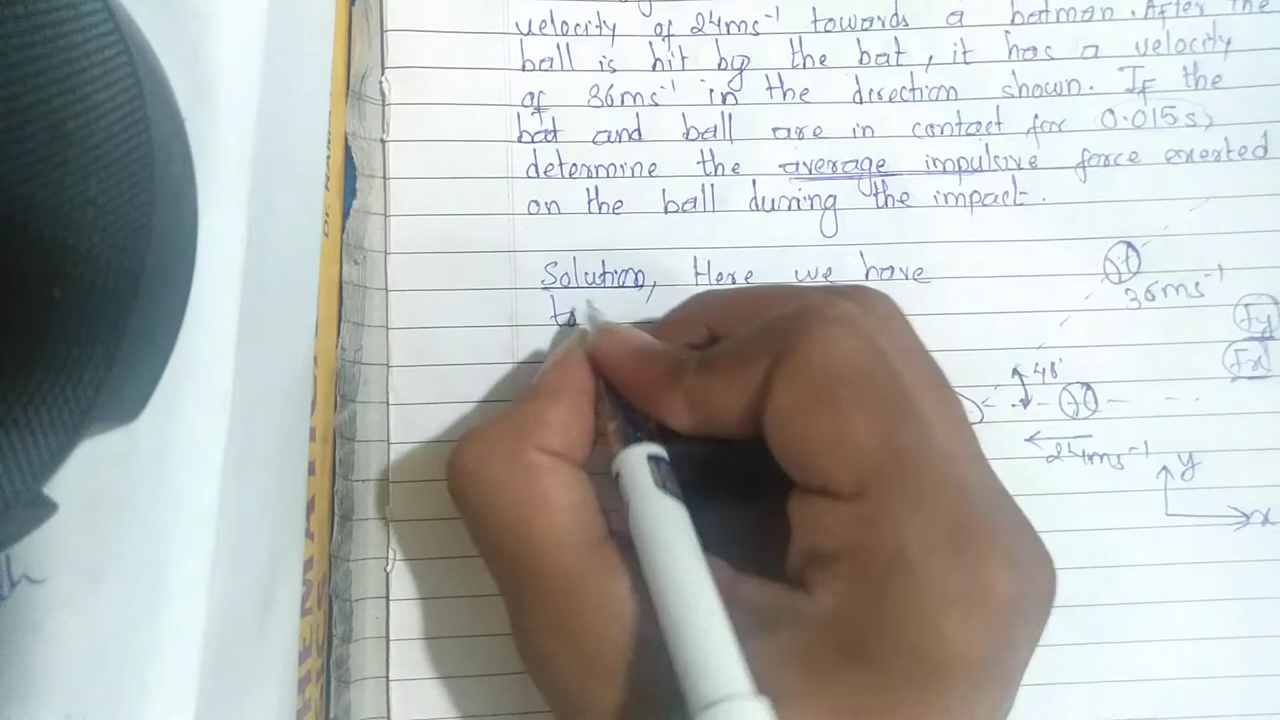 velocity of 24ms⁻¹ towards a batman. After the
ball is hit by the bat, it has a velocity
of 36ms⁻¹ in the direction shown. If the
bat and ball are in contact for 0.015s,
determine the average impulsive force exerted
on the ball durring the impact.
Solution, Here we have
to
36ms⁻¹
Fy
Fx
40°
24ms⁻¹
y
x